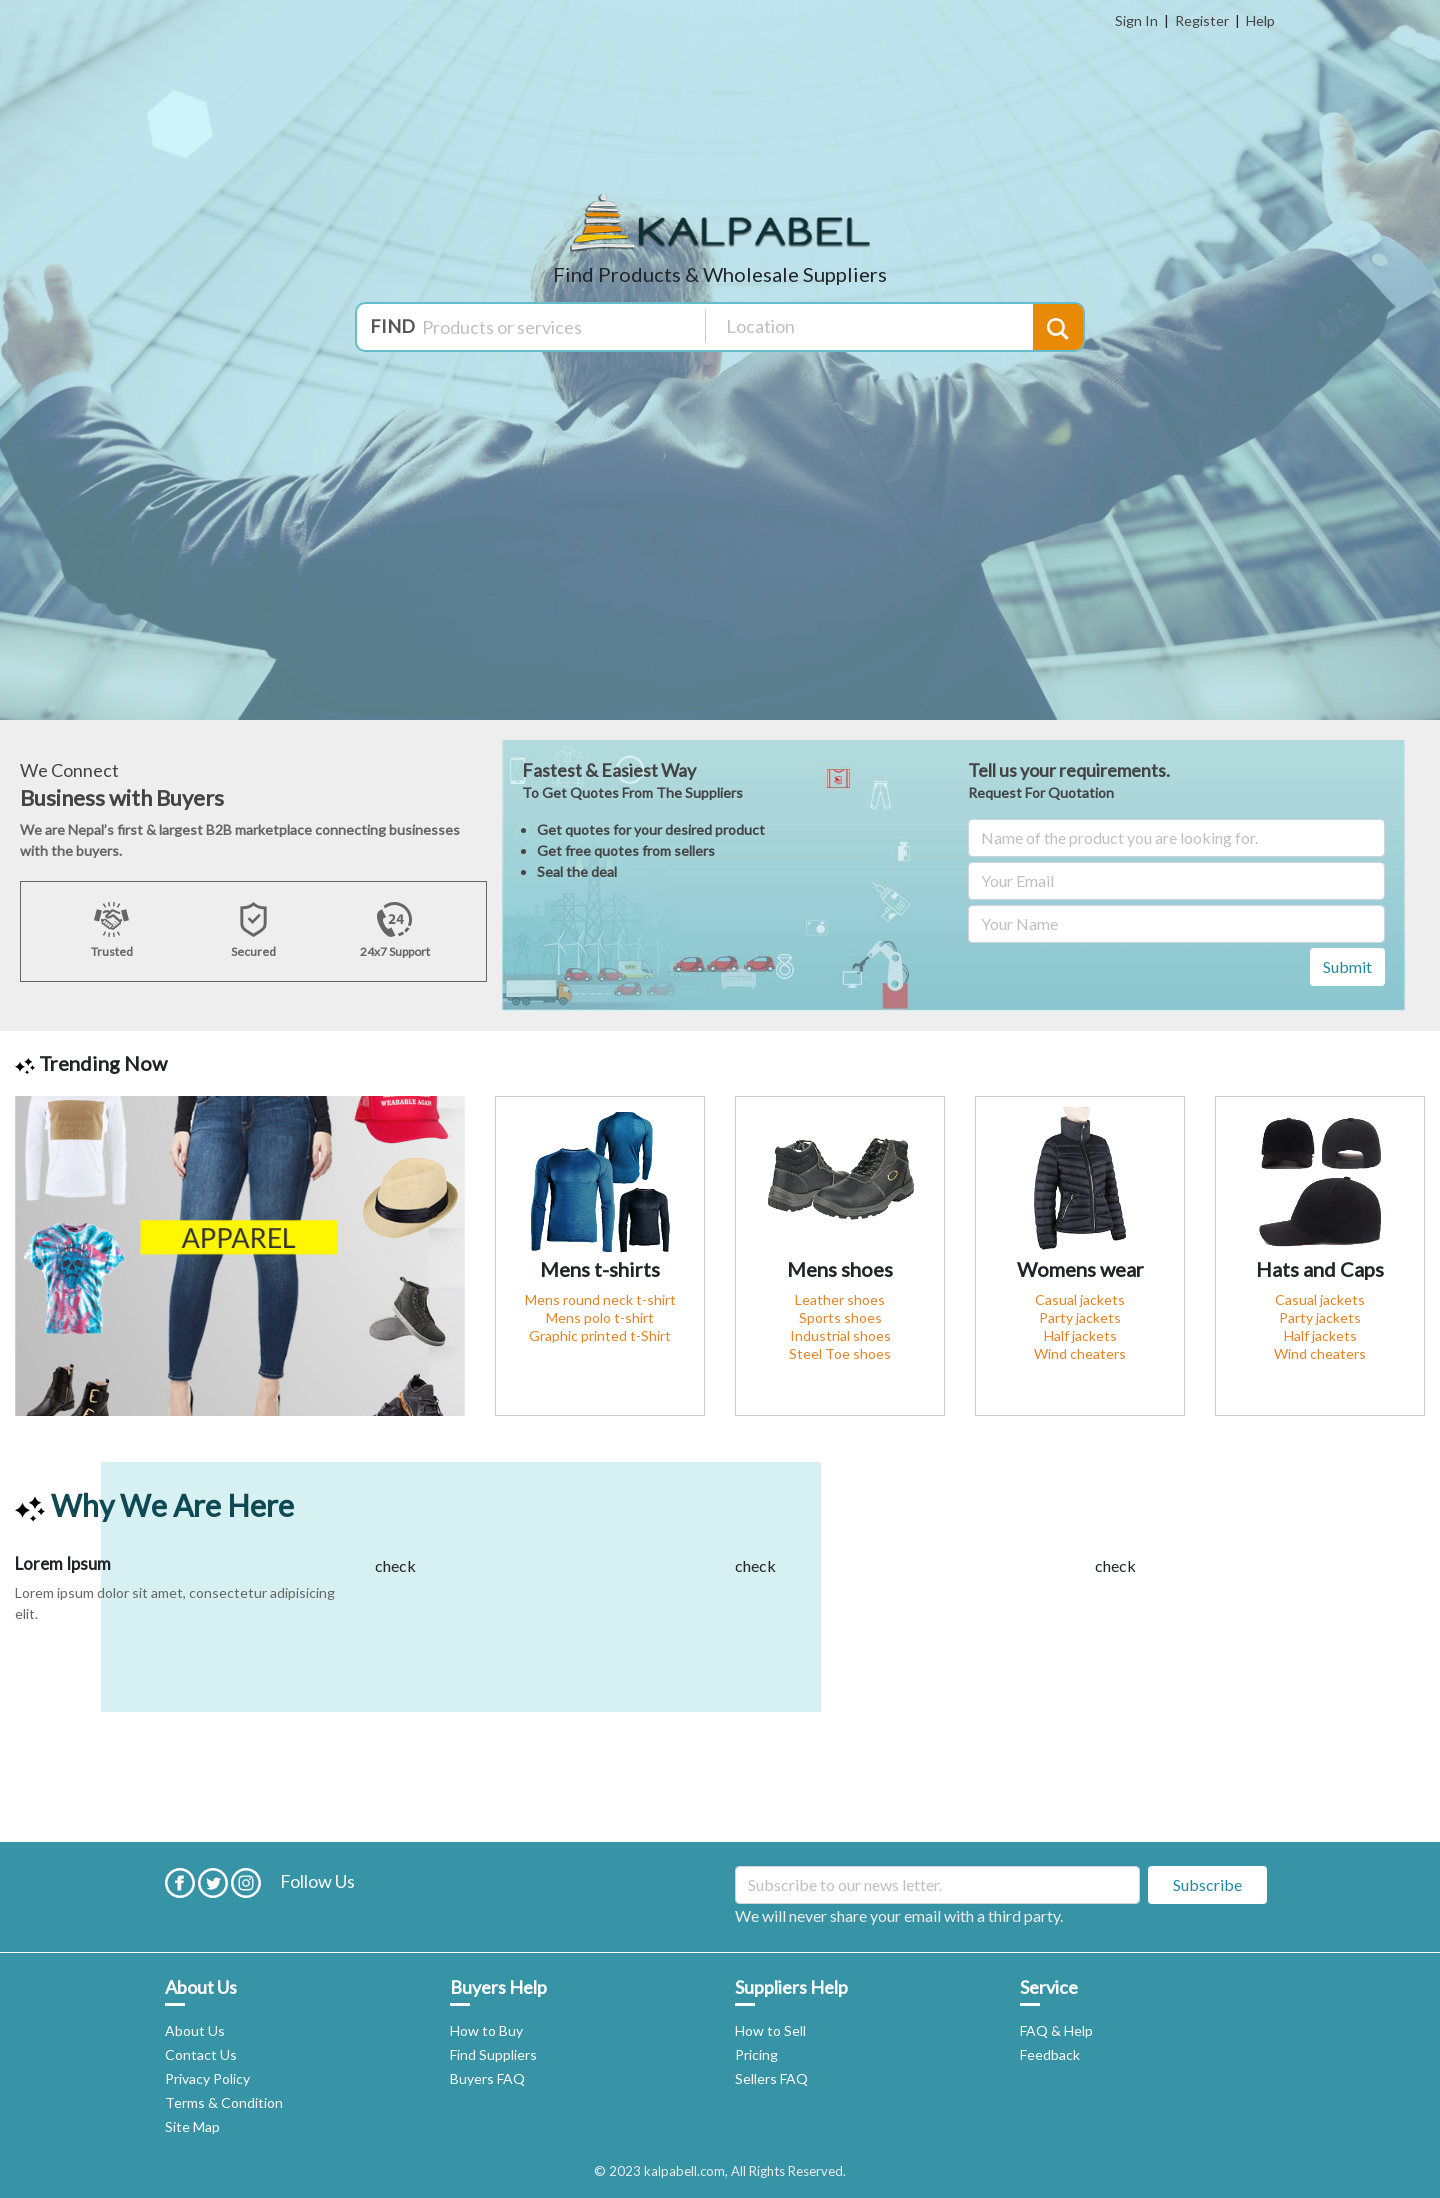 Sign In | Register | Help
KALPABEL
Find Products & Wholesale Suppliers
FIND Products or services Location
We Connect
Business with Buyers
We are Nepal's first & largest B2B marketplace connecting businesses
with the buyers.
Trusted Secured 24x7 Support
24
Fastest & Easiest Way
To Get Quotes From The Suppliers
Get quotes for your desired product
Get free quotes from sellers
Seal the deal
Tell us your requirements.
Request For Quotation
Name of the product you are looking for.
Your Email
Your Name
Submit
Trending Now
WEARABLE AGAIN
APPAREL
Mens t-shirts
Mens round neck t-shirt
Mens polo t-shirt
Graphic printed t-Shirt
Mens shoes
Leather shoes
Sports shoes
Industrial shoes
Steel Toe shoes
Womens wear
Casual jackets
Party jackets
Half jackets
Wind cheaters
Hats and Caps
Casual jackets
Party jackets
Half jackets
Wind cheaters
Why We Are Here
Lorem Ipsum
Lorem ipsum dolor sit amet, consectetur adipisicing
elit.
check
check
check
Follow Us
Subscribe to our news letter.
Subscribe
We will never share your email with a third party.
About Us
About Us
Contact Us
Privacy Policy
Terms & Condition
Site Map
Buyers Help
How to Buy
Find Suppliers
Buyers FAQ
Suppliers Help
How to Sell
Pricing
Sellers FAQ
Service
FAQ & Help
Feedback
© 2023 kalpabell.com, All Rights Reserved.